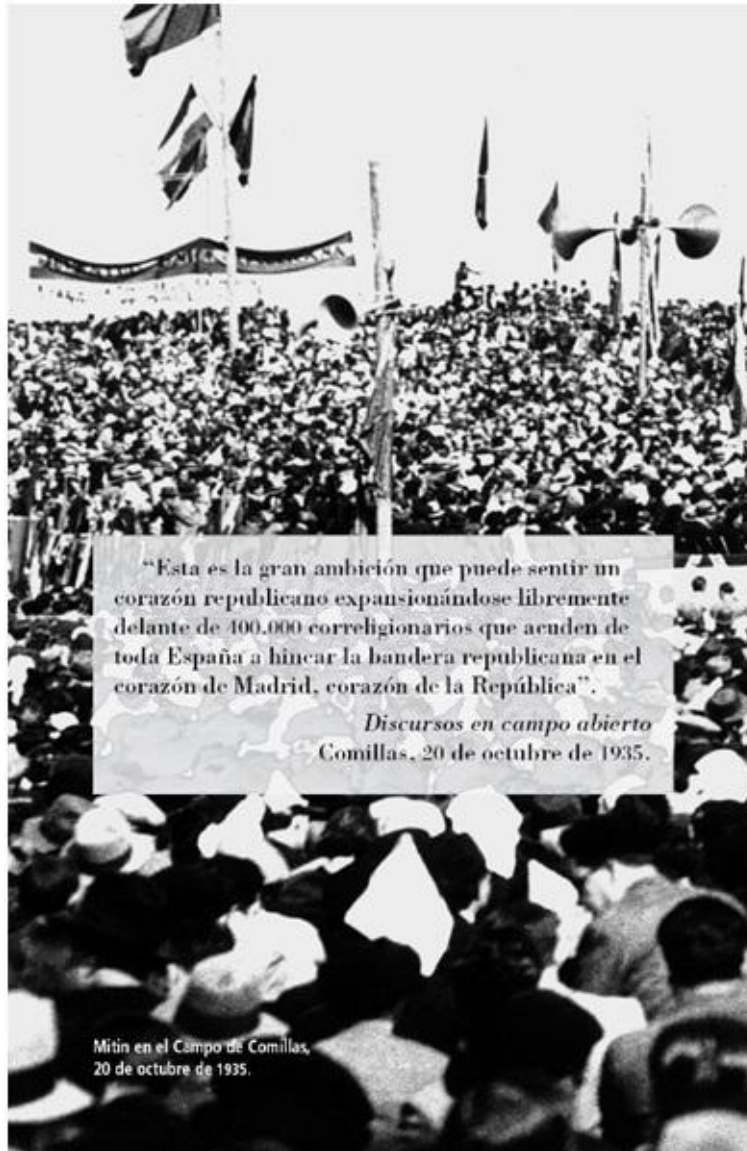 “Esta es la gran ambición que puede sentir un
corazón republicano expansionándose libremente
delante de 400.000 correligionarios que acuden de
toda España a hincar la bandera republicana en el
corazón de Madrid, corazón de la República”.
Discursos en campo abierto
Comillas, 20 de octubre de 1935.
Mitin en el Campo de Comillas,
20 de octubre de 1935.